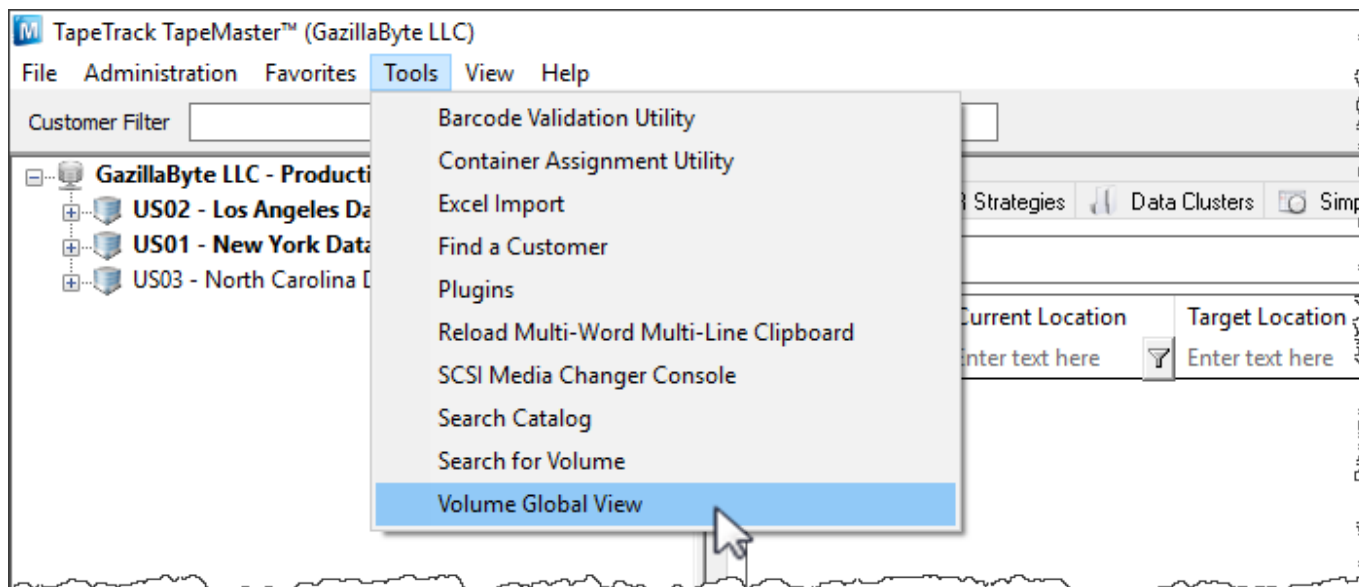 TapeTrack TapeMaster™ (GazillaByte LLC)
File Administration Favorites Tools View Help
Customer Filter
Barcode Validation Utility
Container Assignment Utility
Excel Import
Find a Customer
Plugins
Reload Multi-Word Multi-Line Clipboard
SCSI Media Changer Console
Search Catalog
Search for Volume
Volume Global View
GazillaByte LLC - Producti
US02 - Los Angeles Da
US01 - New York Data
US03 - North Carolina
Strategies Data Clusters Simp
Current Location Target Location
Enter text here Enter text here